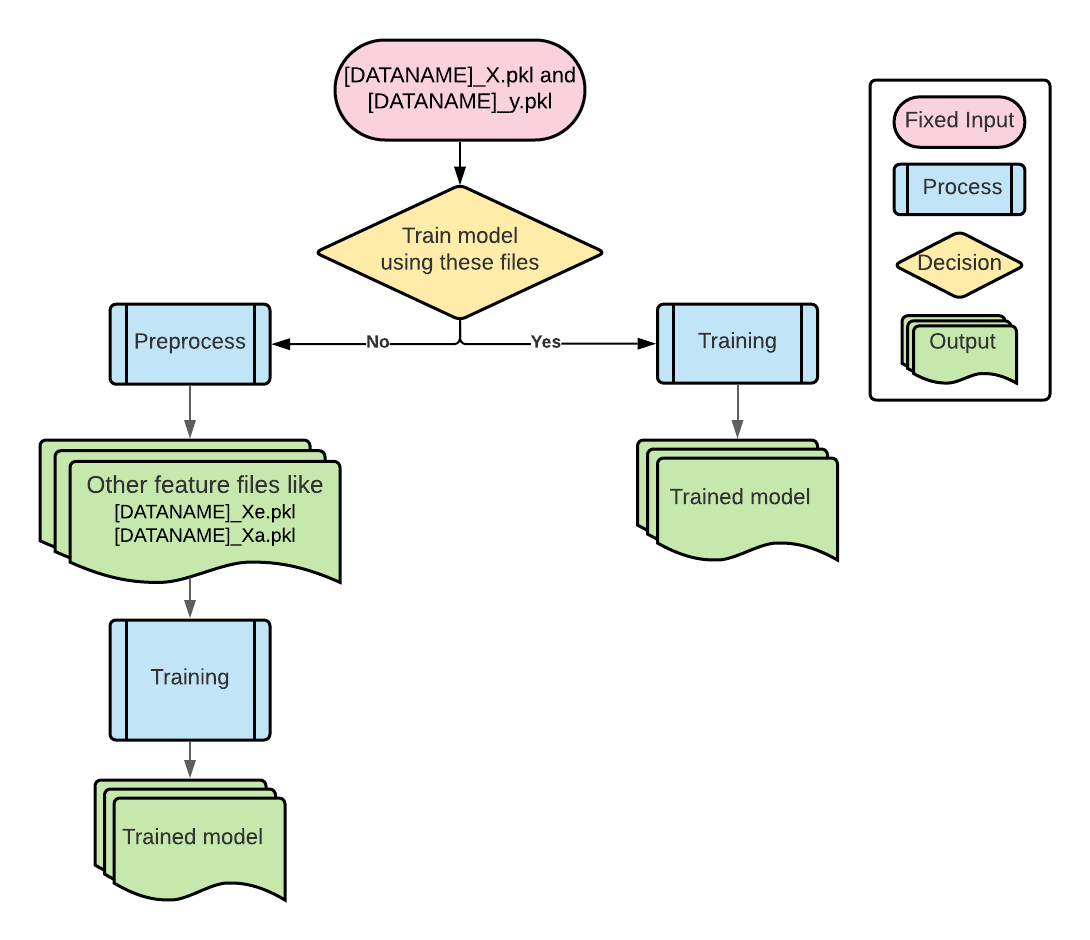 [DATANAME]_X.pkl and
[DATANAME]_y.pkl
Train model
using these files
No
Yes
Preprocess
Training
Other feature files like
[DATANAME]_Xe.pkl
[DATANAME]_Xa.pkl
Trained model
Training
Trained model
Fixed Input
Process
Decision
Output